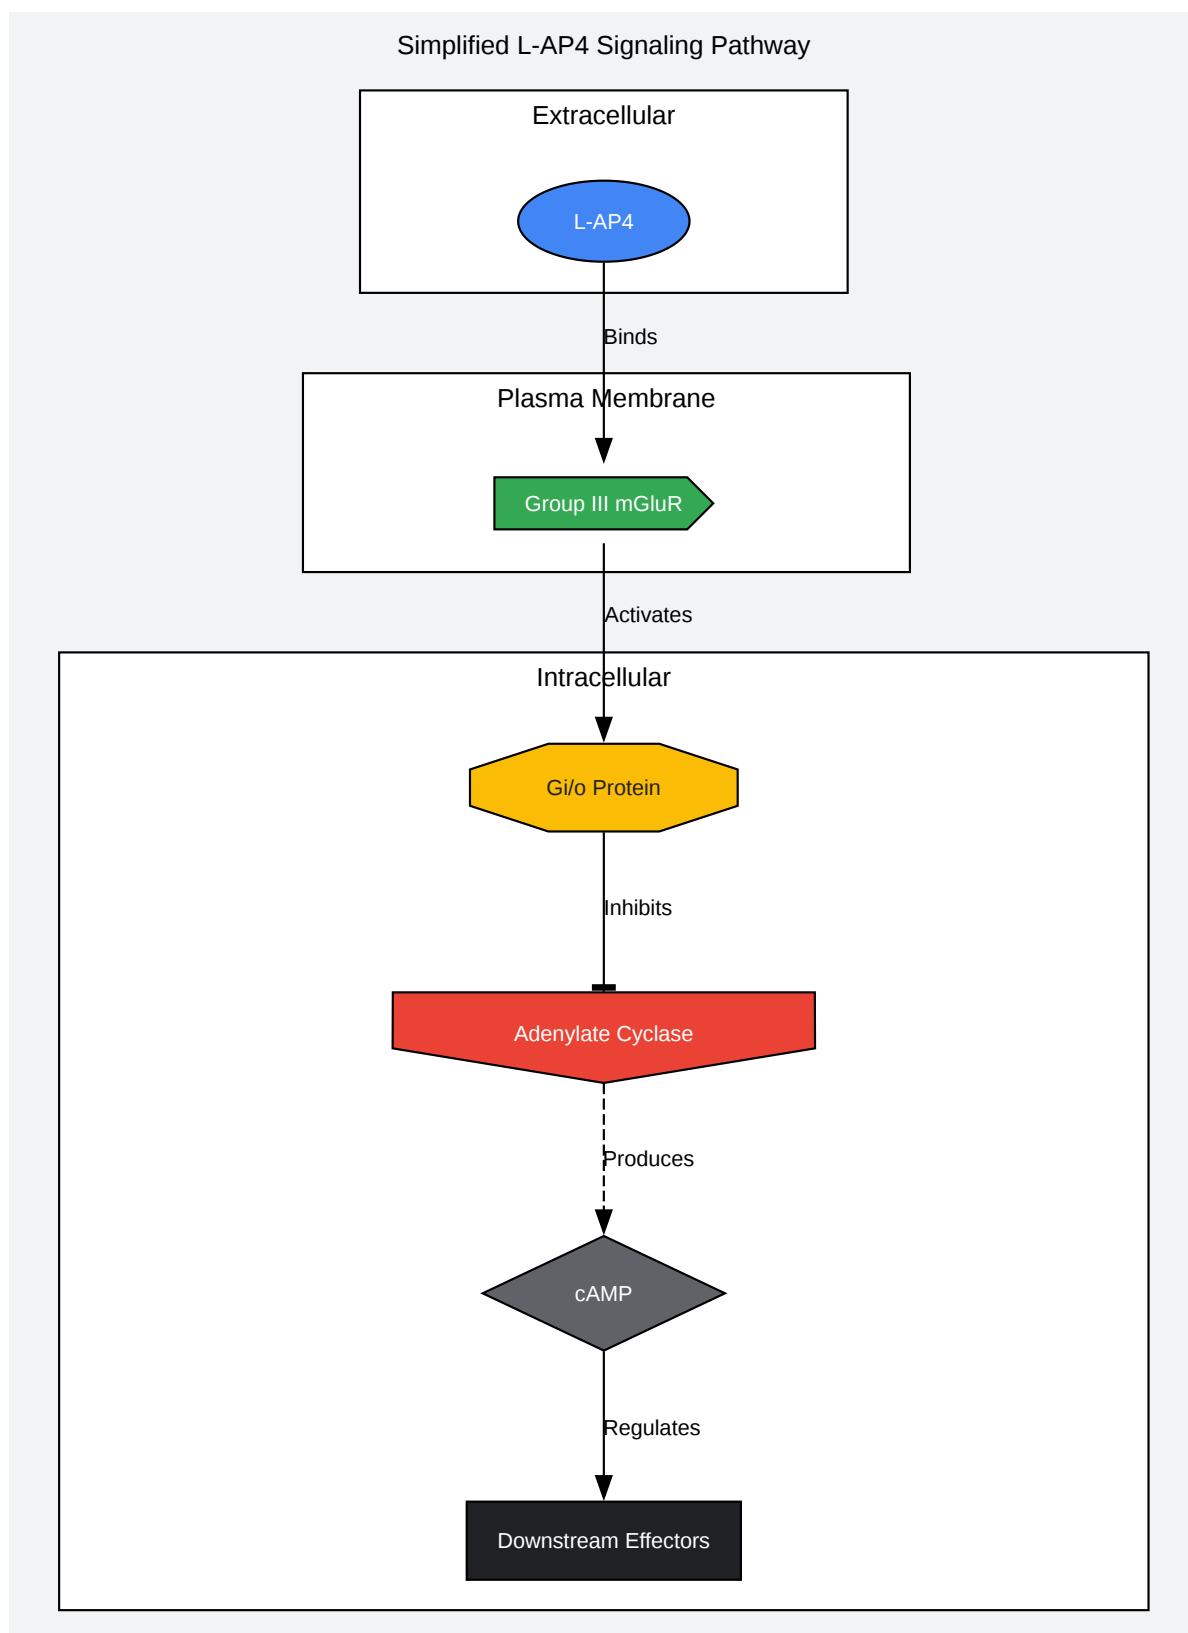 Simplified L-AP4 Signaling Pathway
Extracellular
L-AP4
Binds
Plasma Membrane
Group III mGluR
Activates
Intracellular
Gi/o Protein
Inhibits
Adenylate Cyclase
Produces
cAMP
Regulates
Downstream Effectors